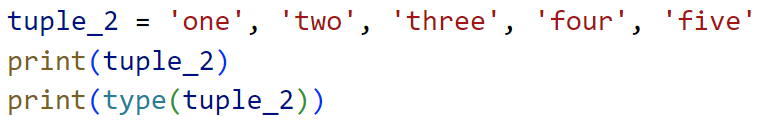 tuple_2 = 'one', 'two', 'three', 'four', 'five'
print(tuple_2)
print(type(tuple_2))